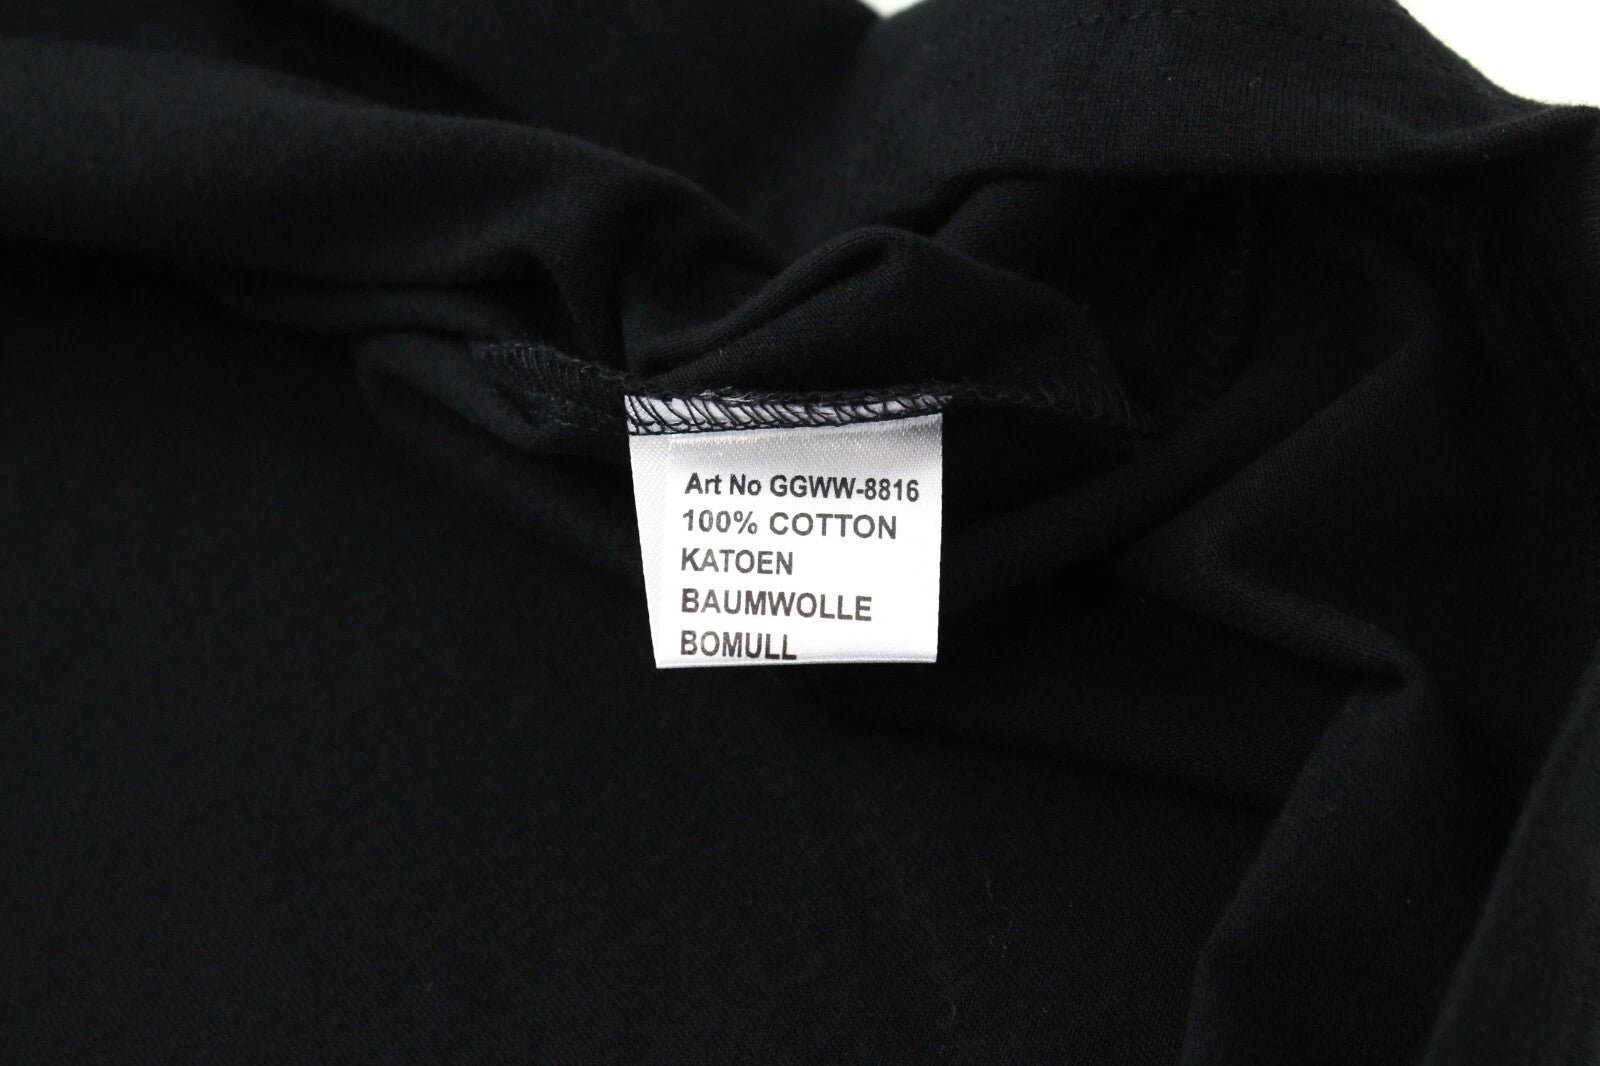 Art No GGWW-8816
100% COTTON
KATOEN
BAUMWOLLE
BOMULL